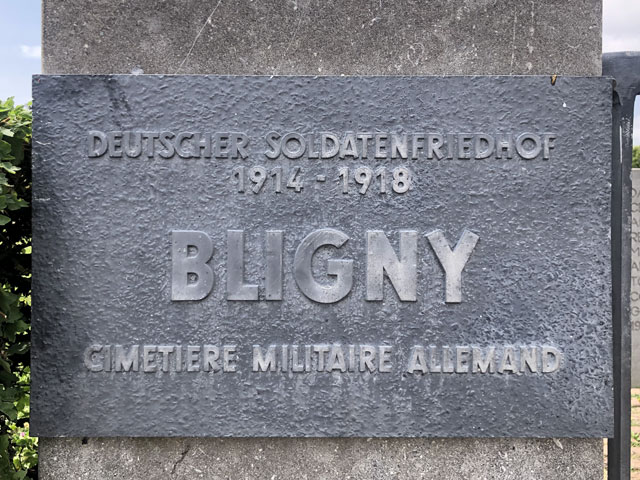 DEUTSCHER SOLDATENFRIEDHOF
1914 - 1918
BLIGNY
CIMETIERE MILITAIRE ALLEMAND